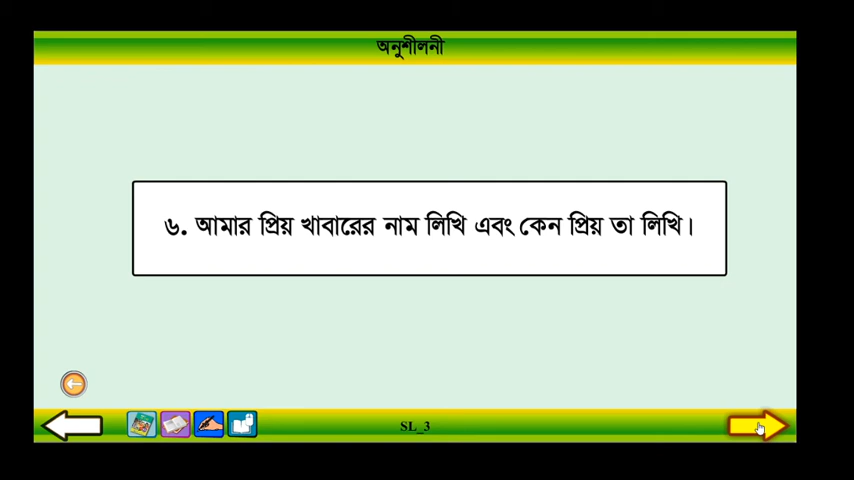 অনুশীলনী
৬. আমার প্রিয় খাবারের নাম লিখি এবং কেন প্রিয় তা লিখি।
SL_3